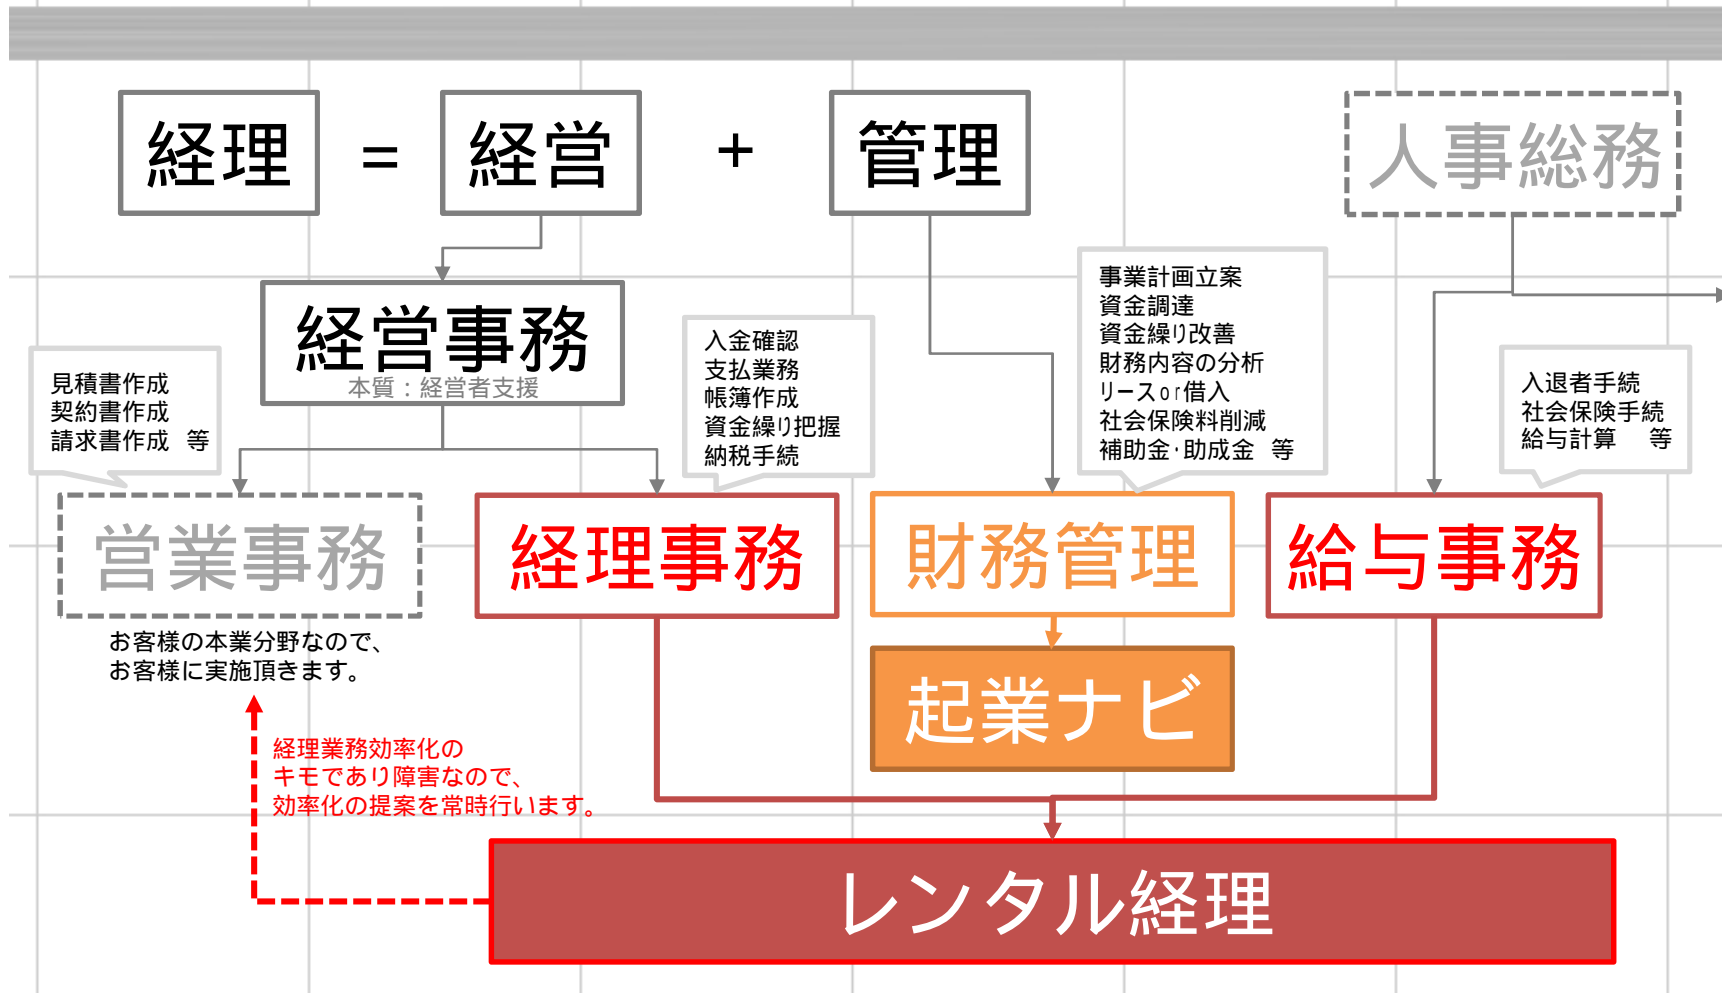 経理 = 経営 + 管理
人事総務
経営事務
本質：経営者支援
見積書作成
契約書作成
請求書作成 等
入金確認
支払業務
帳簿作成
資金繰り把握
納税手続
事業計画立案
資金調達
資金繰り改善
財務内容の分析
リースor借入
社会保険料削減
補助金・助成金 等
入退者手続
社会保険手続
給与計算 等
営業事務
経理事務
財務管理
給与事務
お客様の本業分野なので、
お客様に実施頂きます。
起業ナビ
経理業務効率化の
キモであり障害なので、
効率化の提案を常時行います。
レンタル経理